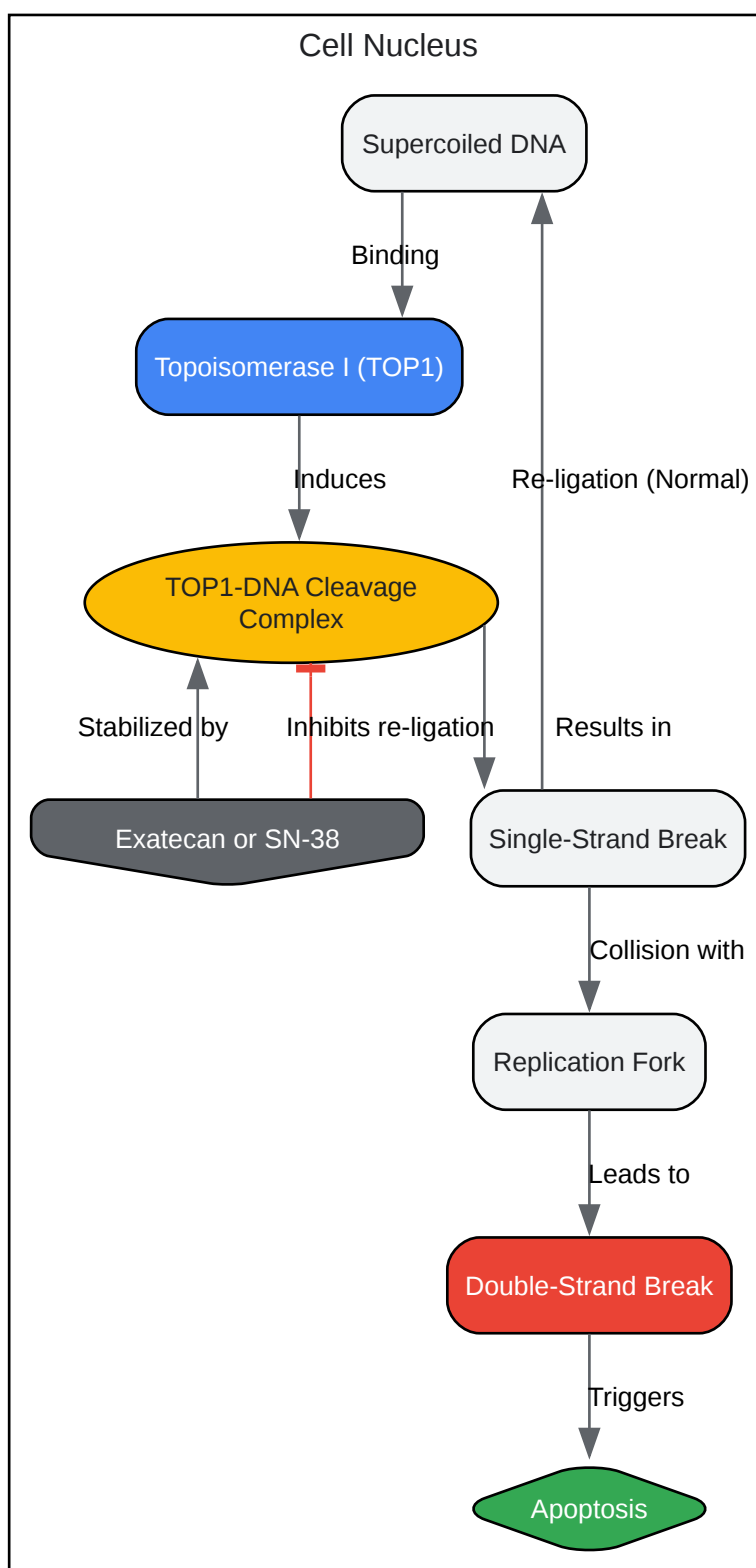 Cell Nucleus
Supercoiled DNA
Binding
Topoisomerase I (TOP1)
Induces
Re-ligation (Normal)
TOP1-DNA Cleavage
Complex
Stabilized by
Inhibits re-ligation
Results in
Exatecan or SN-38
Single-Strand Break
Collision with
Replication Fork
Leads to
Double-Strand Break
Triggers
Apoptosis